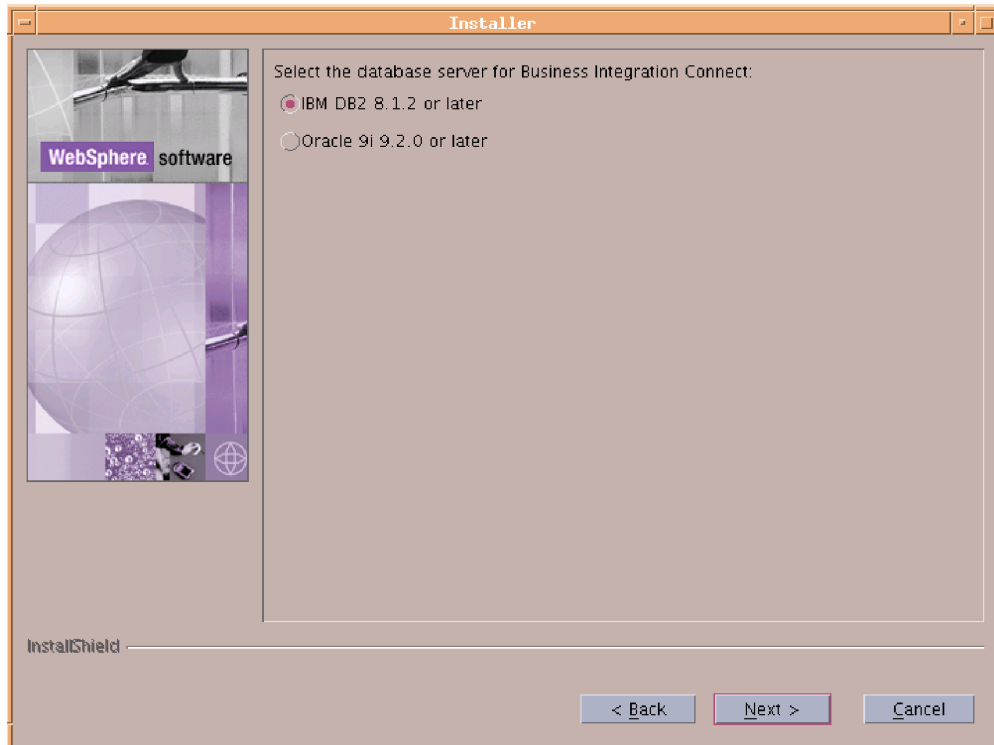 Installer
WebSphere software
Select the database server for Business Integration Connect:
IBM DB2 8.1.2 or later
Oracle 9i 9.2.0 or later
InstallShield
< Back
Next >
Cancel